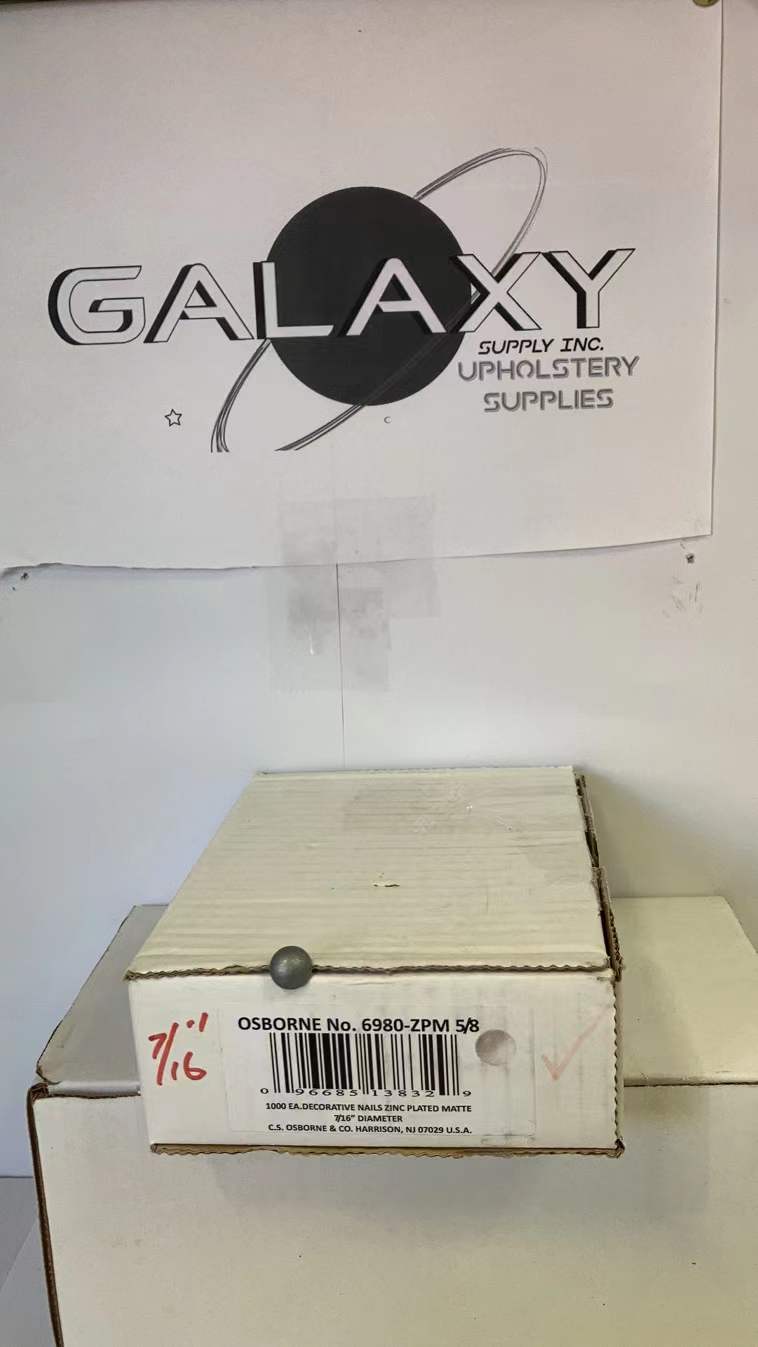 GALAXY
SUPPLY INC.
UPHOLSTERY
SUPPLIES
C
7/16"
OSBORNE No. 6980-ZPM 5/8
0 96685 13832 9
1000 EA.DECORATIVE NAILS ZINC PLATED MATTE
7/16" DIAMETER
C.S. OSBORNE & CO. HARRISON, NJ 07029 U.S.A.